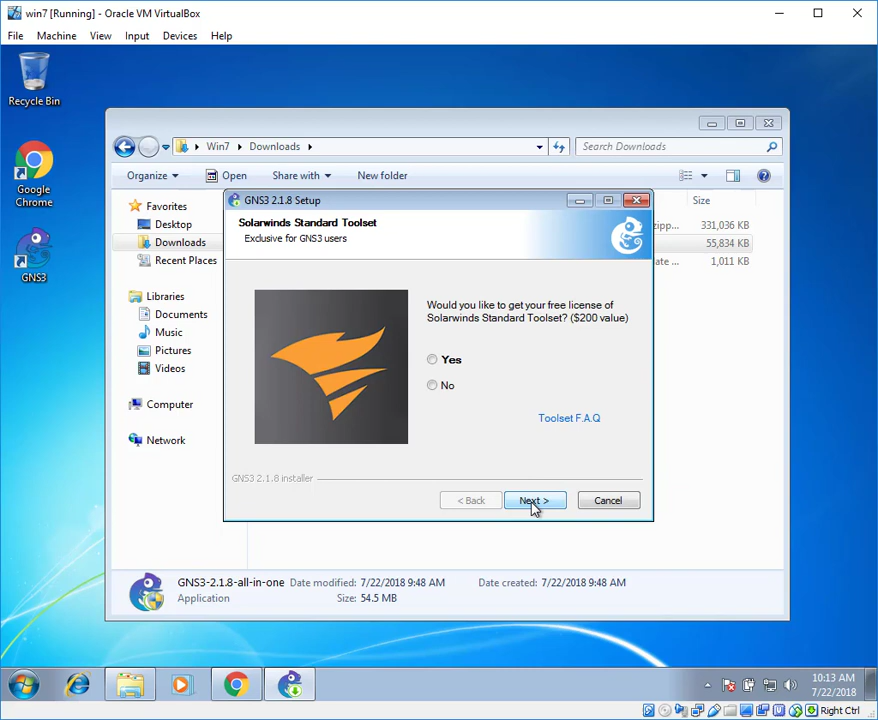 win7 [Running] - Oracle VM VirtualBox
File Machine View Input Devices Help
Recycle Bin
Google Chrome
GNS3
Win7 Downloads
Search Downloads
Organize Open Share with New folder
Favorites
Desktop
Downloads
Recent Places
Libraries
Documents
Music
Pictures
Videos
Computer
Network
Size
zipp... 331,036 KB
55,834 KB
ate ... 1,011 KB
GNS3 2.1.8 Setup
Solarwinds Standard Toolset
Exclusive for GNS3 users
Would you like to get your free license of
Solarwinds Standard Toolset? ($200 value)
Yes
No
Toolset F.A.Q
GNS3 2.1.8 installer
< Back Next > Cancel
GNS3-2.1.8-all-in-one Date modified: 7/22/2018 9:48 AM Date created: 7/22/2018 9:48 AM
Application Size: 54.5 MB
10:13 AM
7/22/2018
Right Ctrl